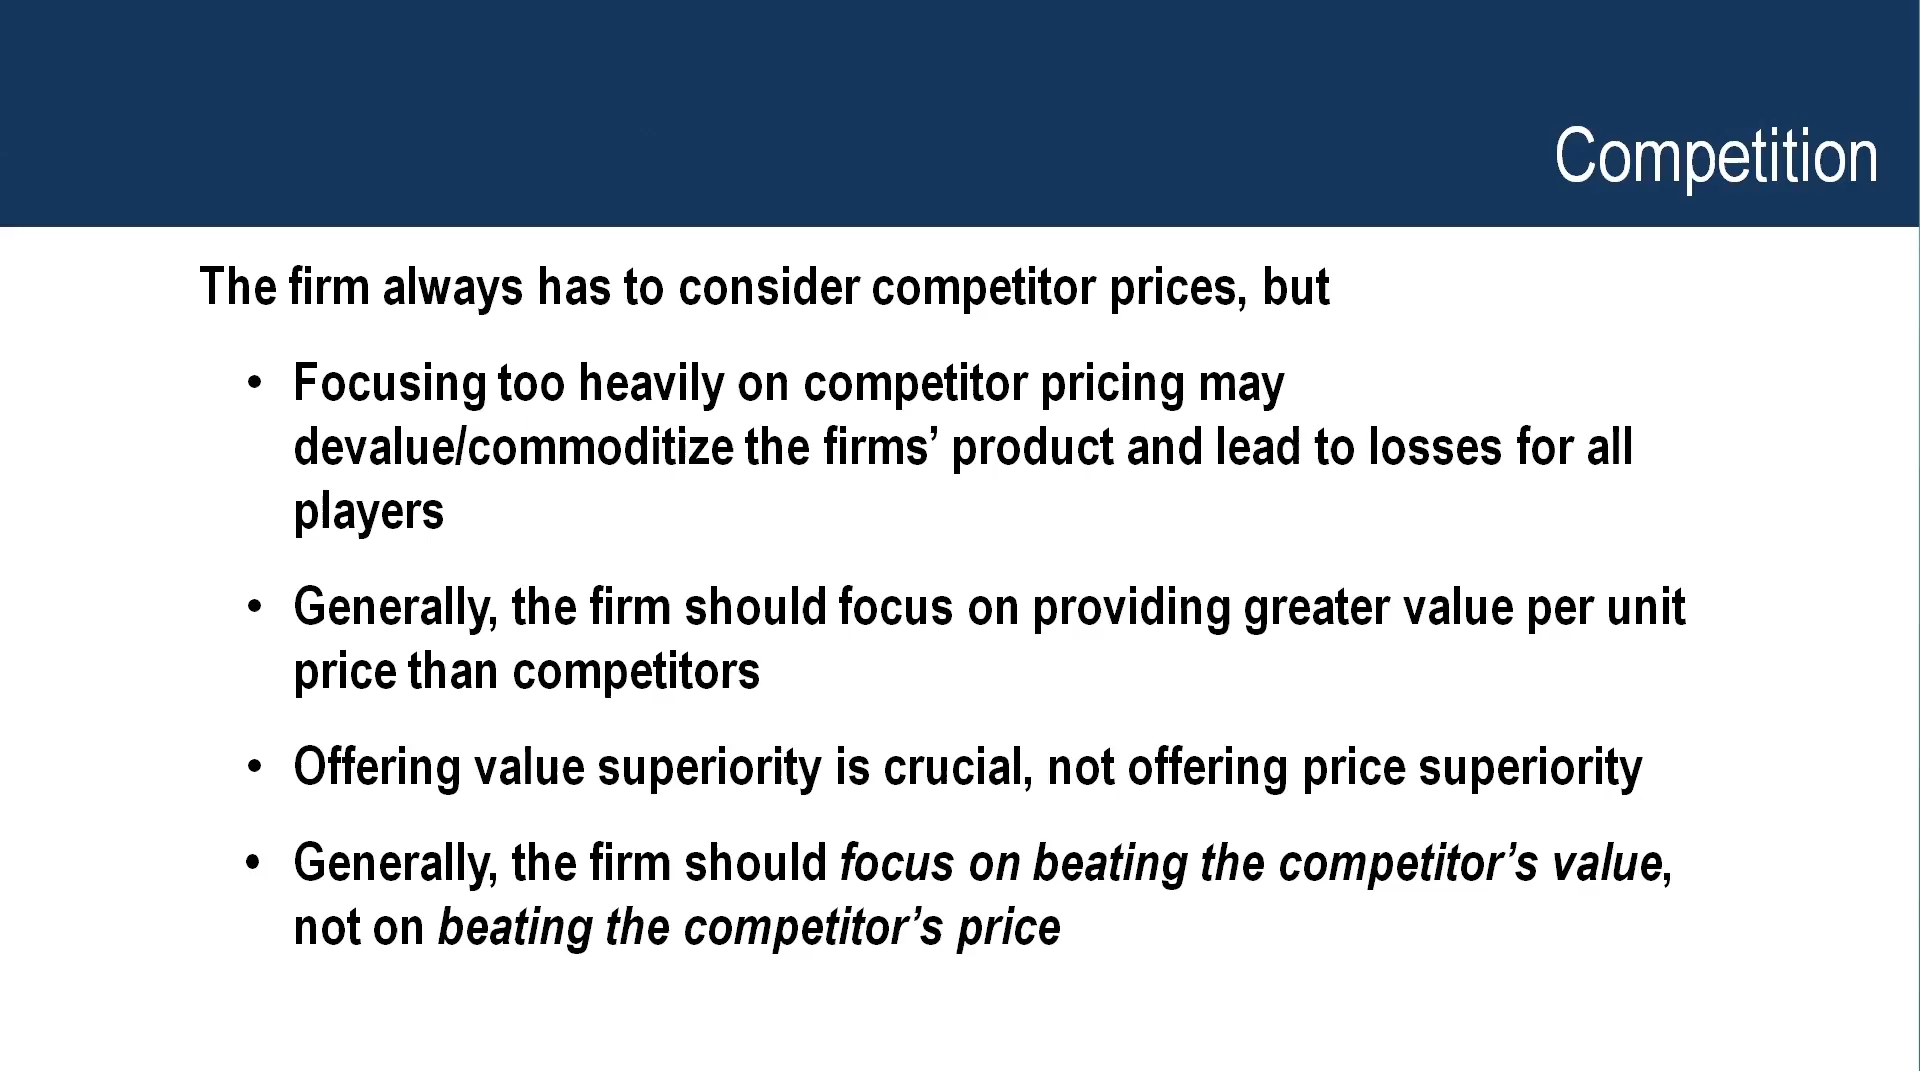 Competition
The firm always has to consider competitor prices, but
• Focusing too heavily on competitor pricing may
devalue/commoditize the firms’ product and lead to losses for all
players
• Generally, the firm should focus on providing greater value per unit
price than competitors
• Offering value superiority is crucial, not offering price superiority
• Generally, the firm should focus on beating the competitor’s value,
not on beating the competitor’s price